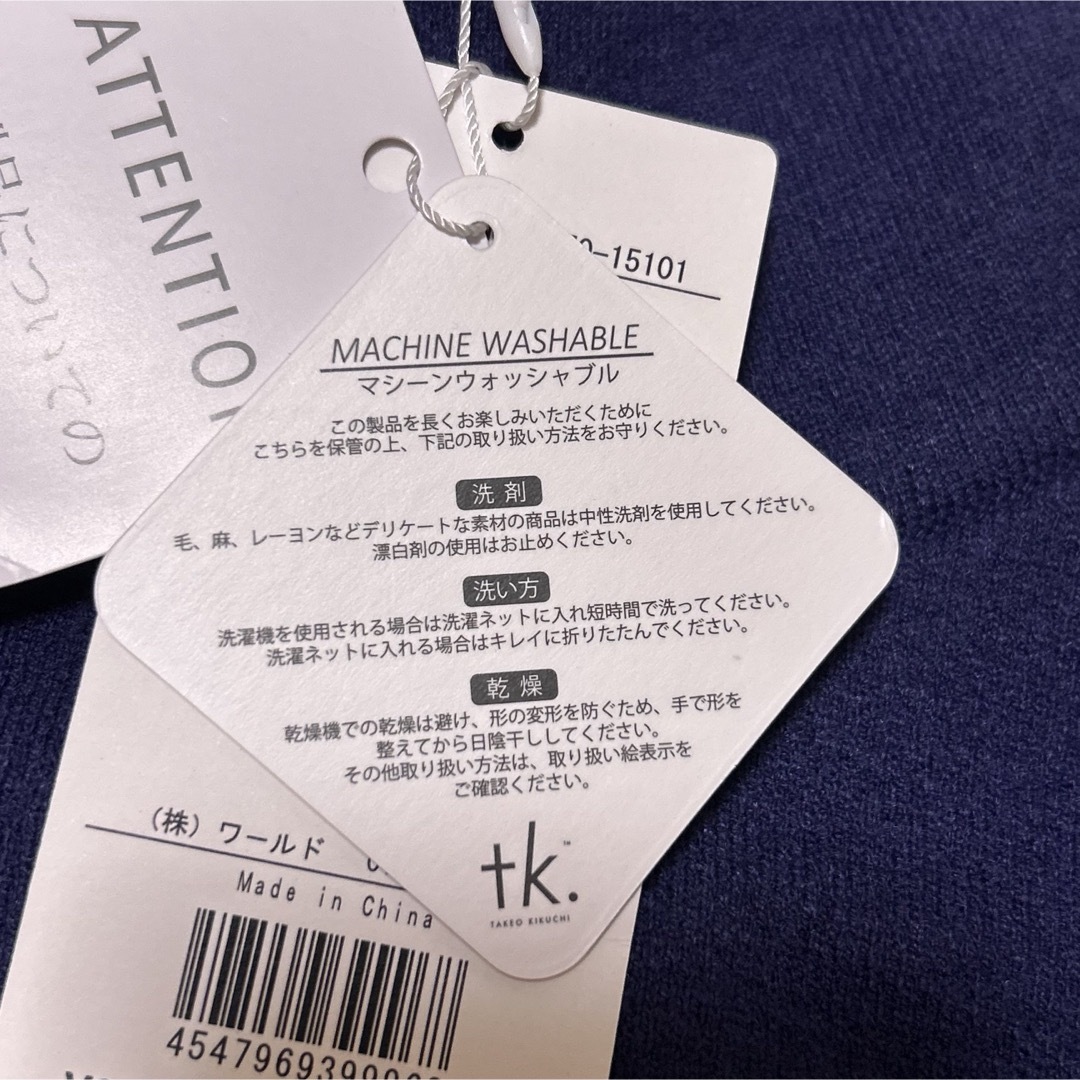 ATTENTION
品についての
-15101
MACHINE WASHABLE
マシーンウォッシャブル
この製品を長くお楽しみいただくために
こちらを保管の上、下記の取り扱い方法をお守りください。
洗剤
毛、麻、レーヨンなどデリケートな素材の商品は中性洗剤を使用してください。
漂白剤の使用はお止めください。
洗い方
洗濯機を使用される場合は洗濯ネットに入れ短時間で洗ってください。
洗濯ネットに入れる場合はキレイに折りたたんでください。
乾燥
乾燥機での乾燥は避け、形の変形を防ぐため、手で形を
整えてから日陰干ししてください。
その他取り扱い方法は、取り扱い絵表示を
ご確認ください。
tk.™
TAKEO KIKUCHI
（株）ワールド
Made in China
454796939